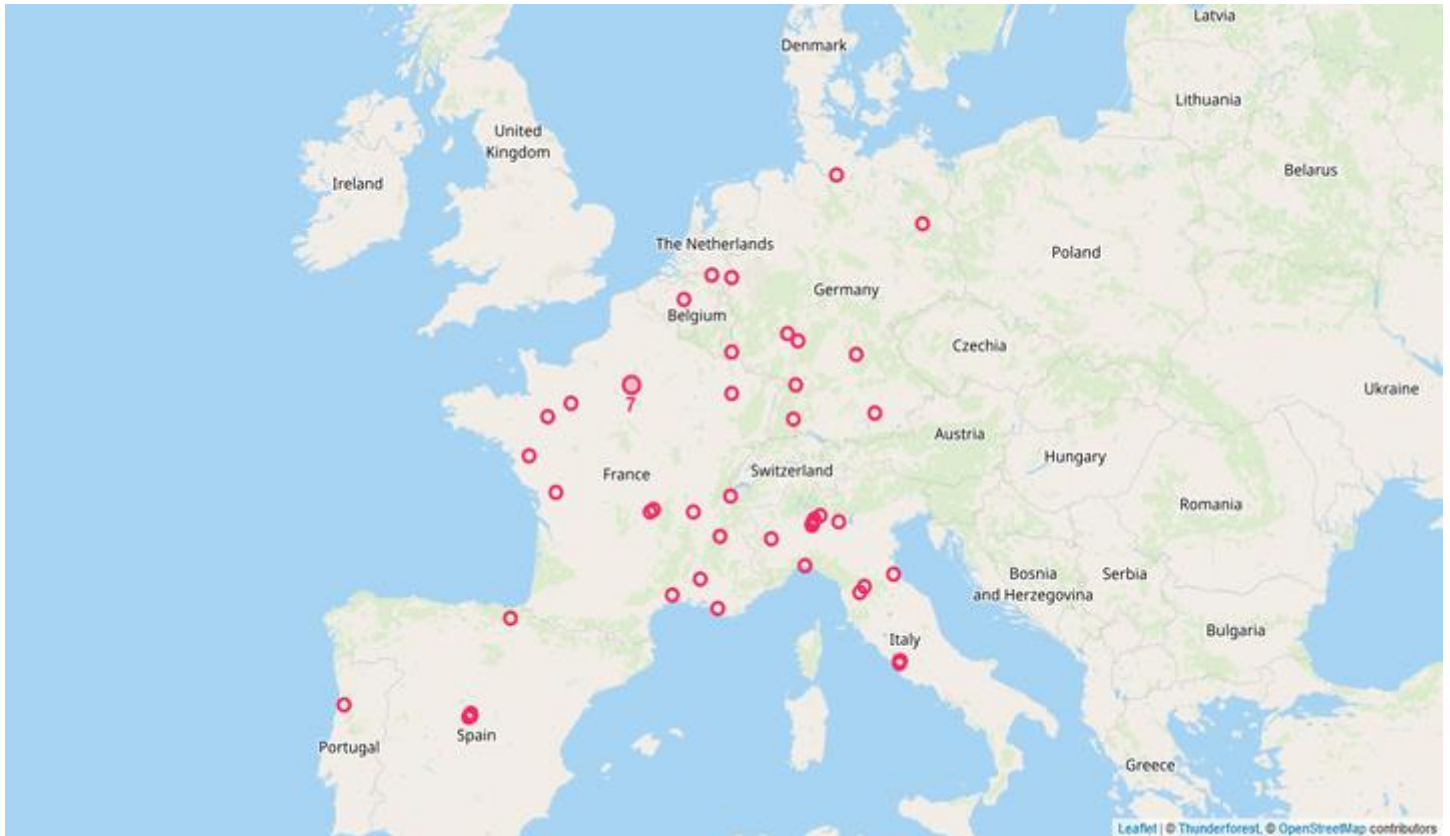 Latvia
Denmark
Lithuania
United
Kingdom
Belarus
Ireland
The Netherlands
Poland
Germany
Belgium
Czechia
Ukraine
7
Austria
Hungary
Switzerland
France
Romania
Bosnia
and Herzegovina
Serbia
Bulgaria
Italy
Spain
Portugal
Greece
Leaflet | © Thunderforest, © OpenStreetMap contributors